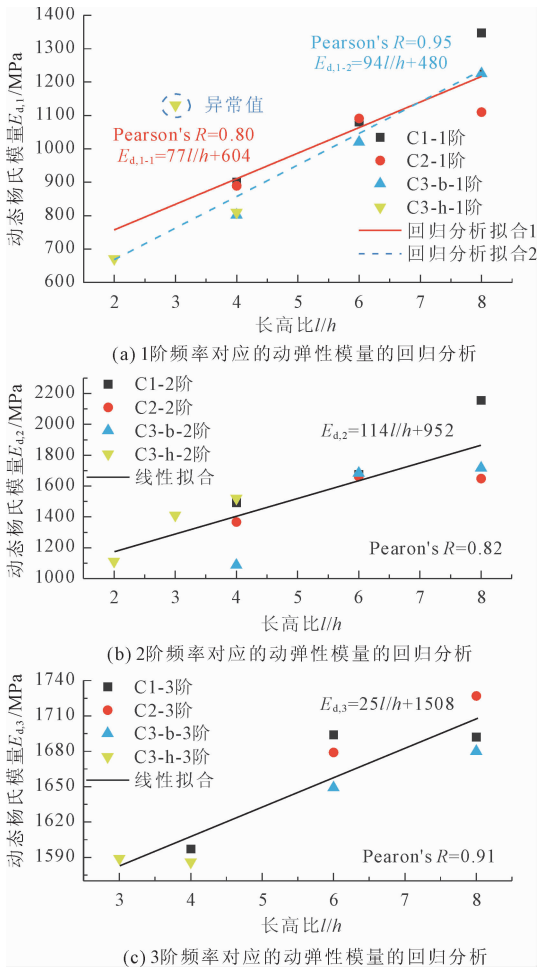 1400
1300
1200
1100
1000
900
800
700
600
动态杨氏模量Ed,1/MPa
Pearson's R=0.95
Ed,1-2=94l/h+480
异常值
Pearson's R=0.80
Ed,1-1=77l/h+604
C1-1阶
C2-1阶
C3-b-1阶
C3-h-1阶
回归分析拟合1
回归分析拟合2
2 3 4 5 6 7 8
长高比l/h
(a) 1阶频率对应的动弹性模量的回归分析
2200
2000
1800
1600
1400
1200
1000
动态杨氏模量Ed,2/MPa
C1-2阶
C2-2阶
C3-b-2阶
C3-h-2阶
线性拟合
Ed,2=114l/h+952
Pearon's R=0.82
2 3 4 5 6 7 8
长高比l/h
(b) 2阶频率对应的动弹性模量的回归分析
1740
1710
1680
1650
1620
1590
动态杨氏模量Ed,3/MPa
C1-3阶
C2-3阶
C3-b-3阶
C3-h-3阶
线性拟合
Ed,3=25l/h+1508
Pearon's R=0.91
3 4 5 6 7 8
长高比l/h
(c) 3阶频率对应的动弹性模量的回归分析